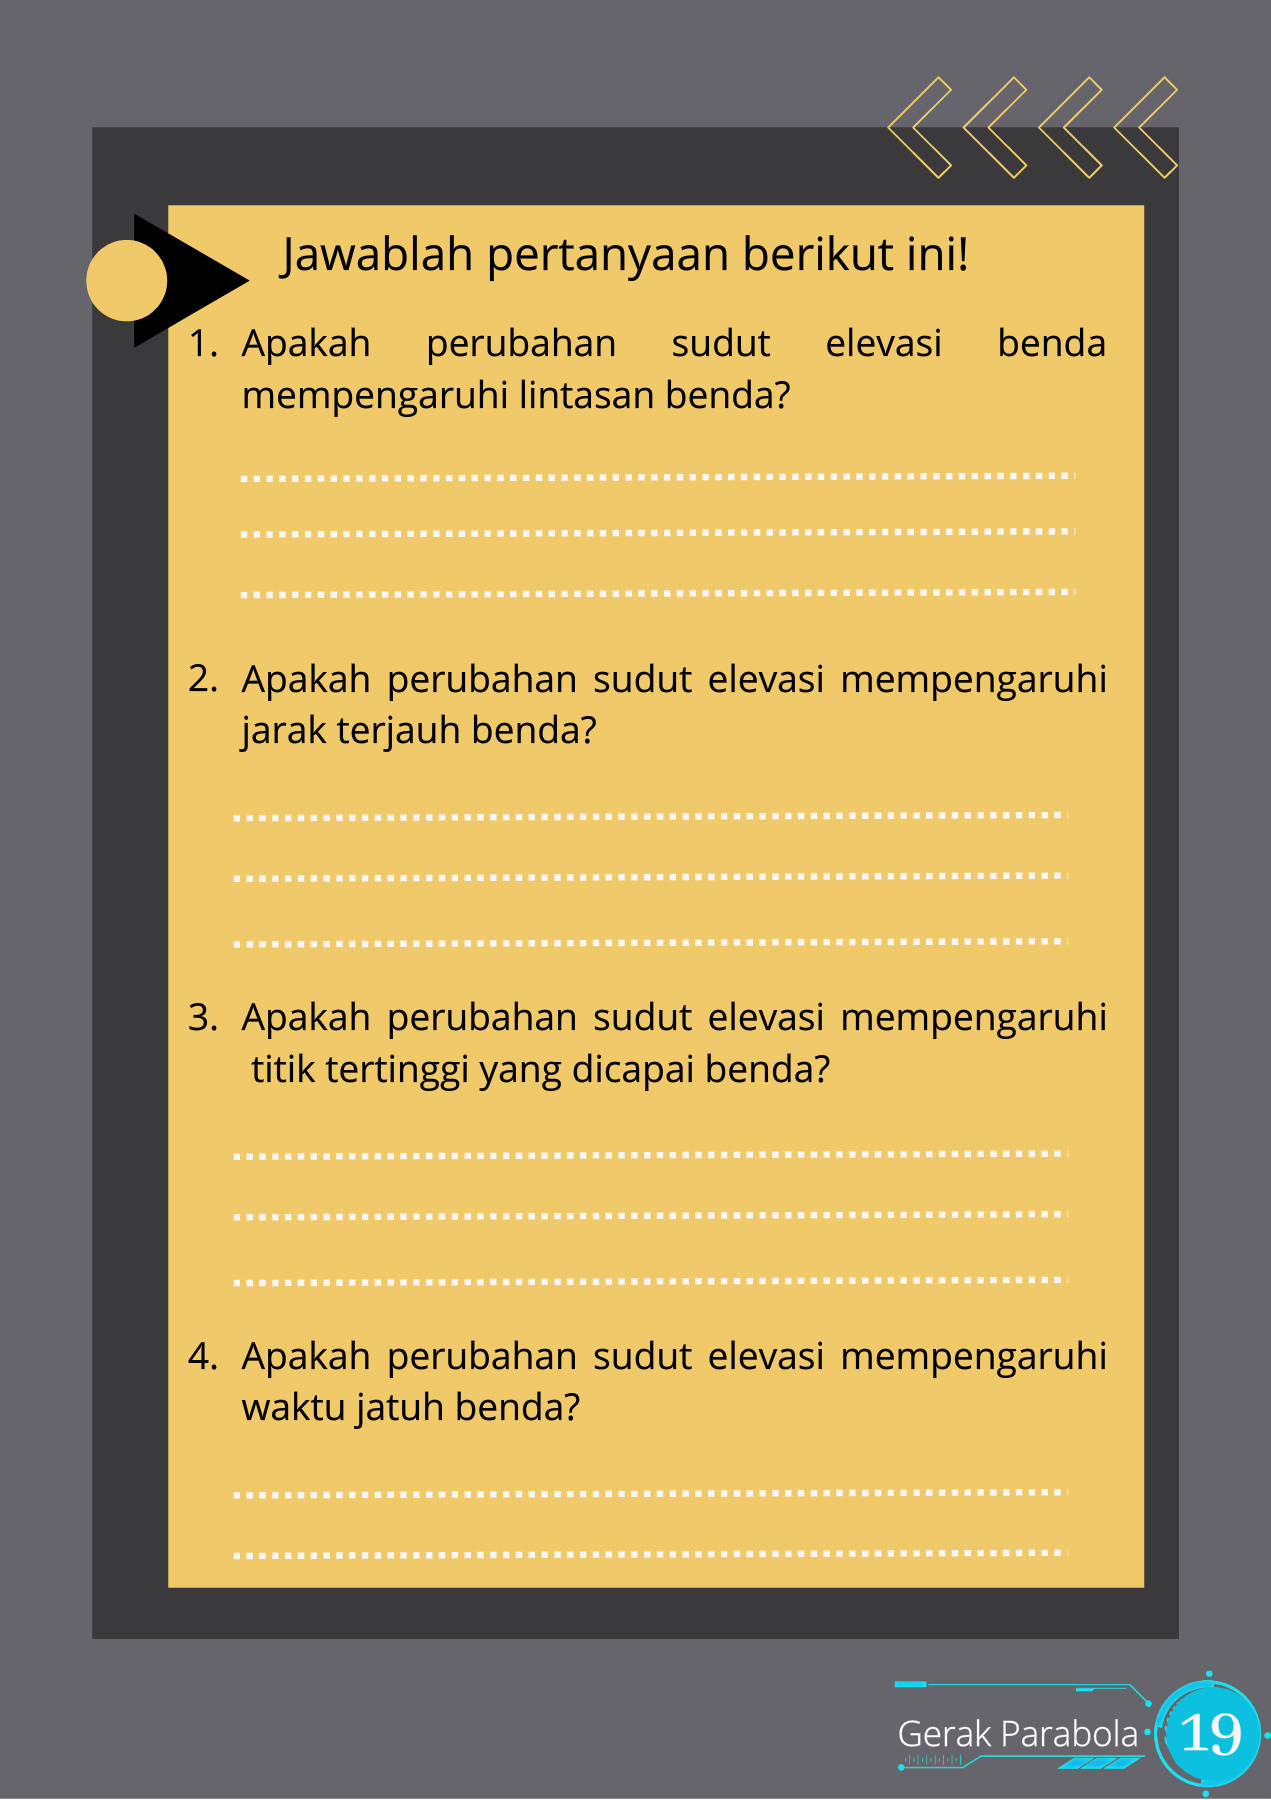 Jawablah pertanyaan berikut ini!
1. Apakah perubahan sudut elevasi benda
mempengaruhi lintasan benda?
2. Apakah perubahan sudut elevasi mempengaruhi
jarak terjauh benda?
3. Apakah perubahan sudut elevasi mempengaruhi
titik tertinggi yang dicapai benda?
4. Apakah perubahan sudut elevasi mempengaruhi
waktu jatuh benda?
Gerak Parabola 19